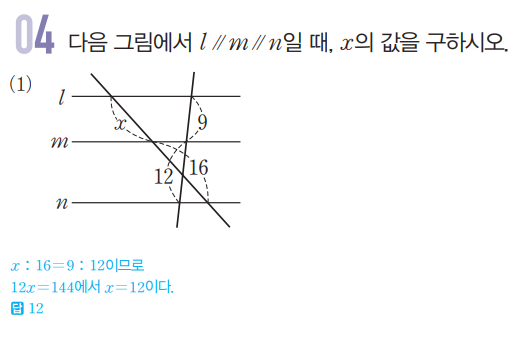 04 다음 그림에서 l // m // n일 때, x의 값을 구하시오.
(1)
l
x
9
m
12
16
n
x : 16=9 : 12이므로
12x=144에서 x=12이다.
답 12